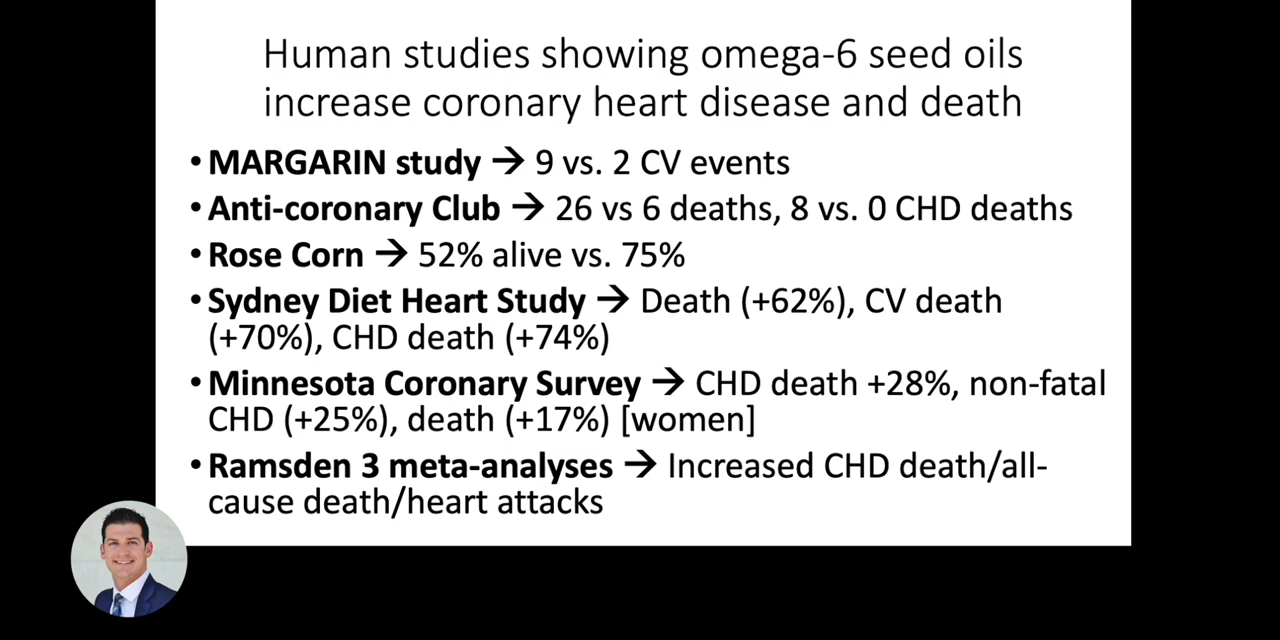 Human studies showing omega-6 seed oils
increase coronary heart disease and death
• MARGARIN study → 9 vs. 2 CV events
• Anti-coronary Club → 26 vs 6 deaths, 8 vs. 0 CHD deaths
• Rose Corn → 52% alive vs. 75%
• Sydney Diet Heart Study → Death (+62%), CV death
(+70%), CHD death (+74%)
• Minnesota Coronary Survey → CHD death +28%, non-fatal
CHD (+25%), death (+17%) [women]
• Ramsden 3 meta-analyses → Increased CHD death/all-
cause death/heart attacks